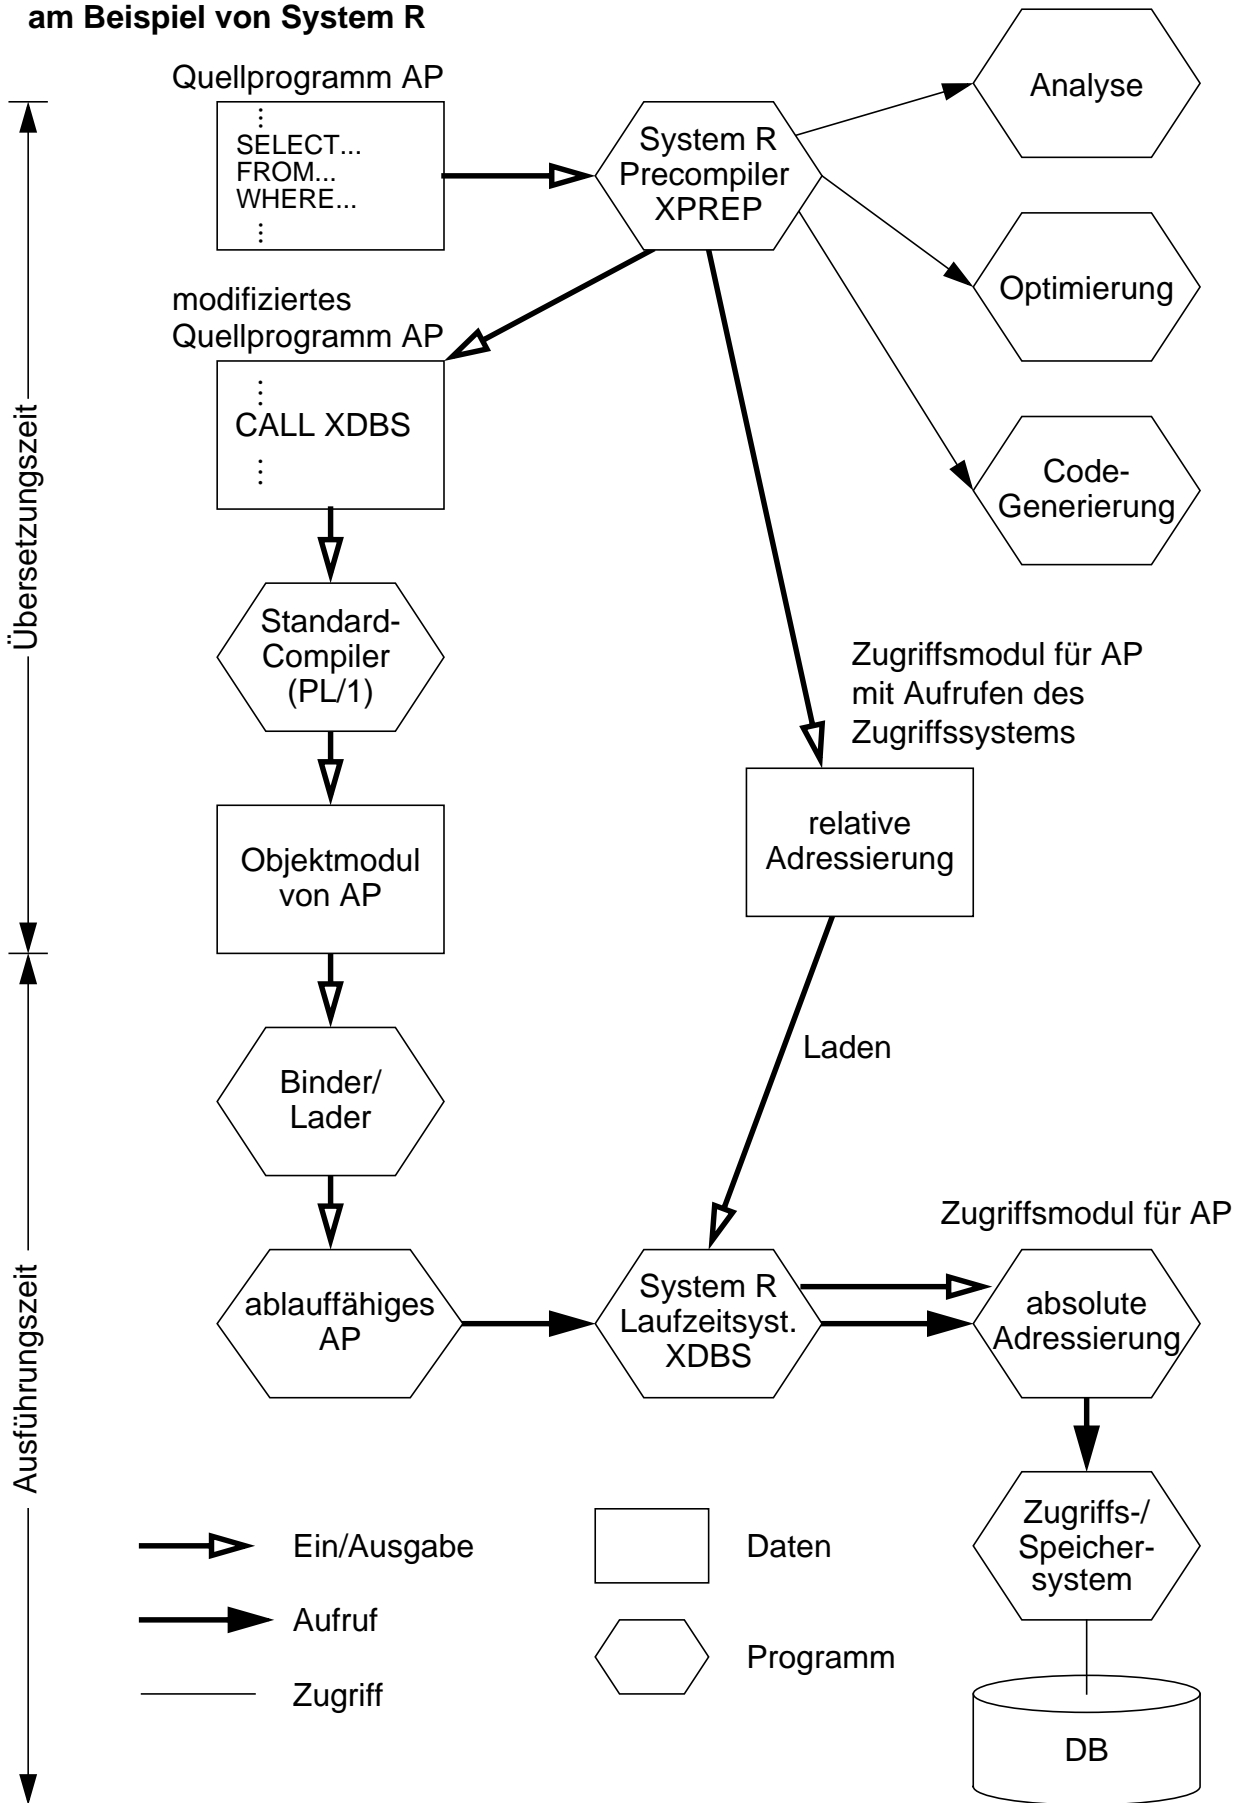 am Beispiel von System R
Quellprogramm AP
SELECT...
FROM...
WHERE...
System R
Precompiler
XPREP
Analyse
Optimierung
Code-
Generierung
modifiziertes
Quellprogramm AP
CALL XDBS
Übersetzungszeit
Standard-
Compiler
(PL/1)
Zugriffsmodul für AP
mit Aufrufen des
Zugriffssystems
relative
Adressierung
Objektmodul
von AP
Laden
Binder/
Lader
Zugriffsmodul für AP
Ausführungszeit
ablauffähiges
AP
System R
Laufzeitsyst.
XDBS
absolute
Adressierung
Zugriffs-/
Speicher-
system
DB
Ein/Ausgabe
Aufruf
Zugriff
Daten
Programm